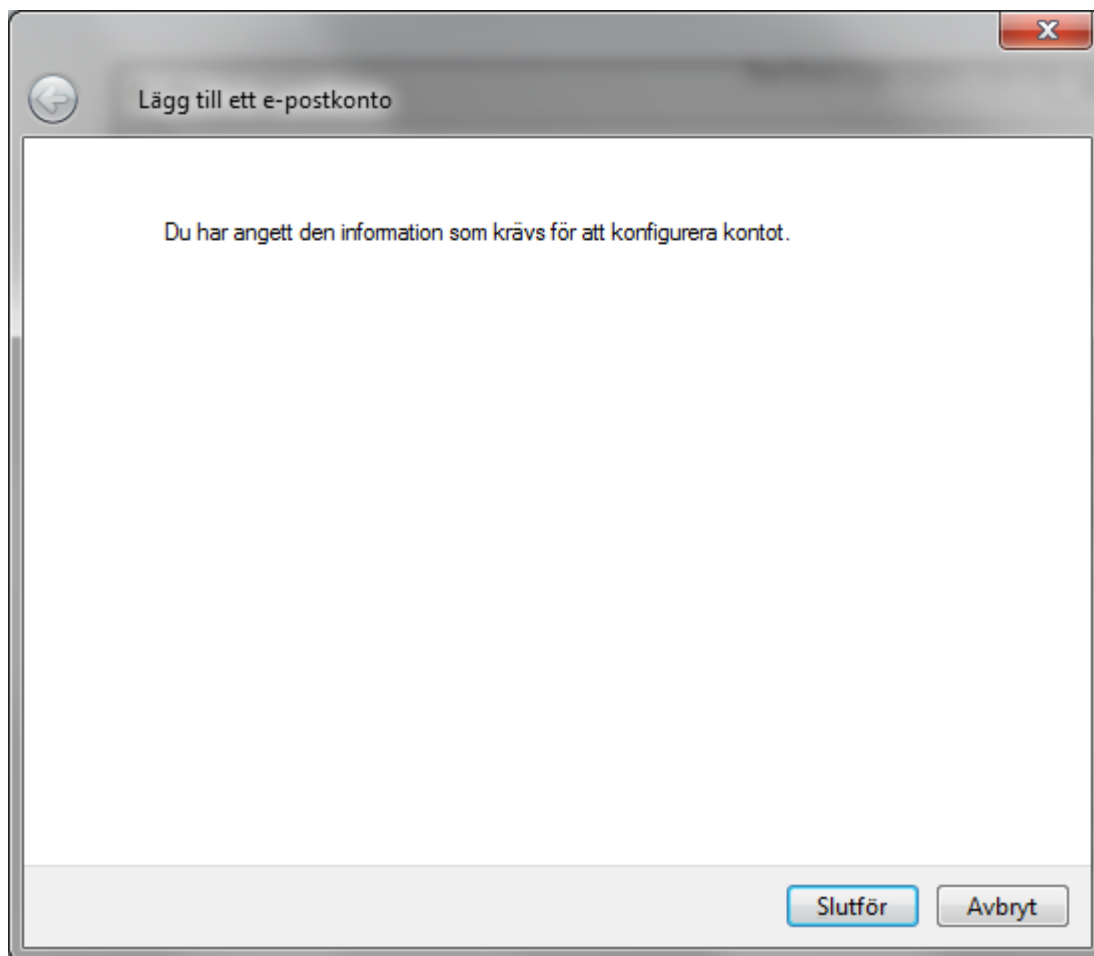 Lägg till ett e-postkonto
Du har angett den information som krävs för att konfigurera kontot.
Slutför
Avbryt